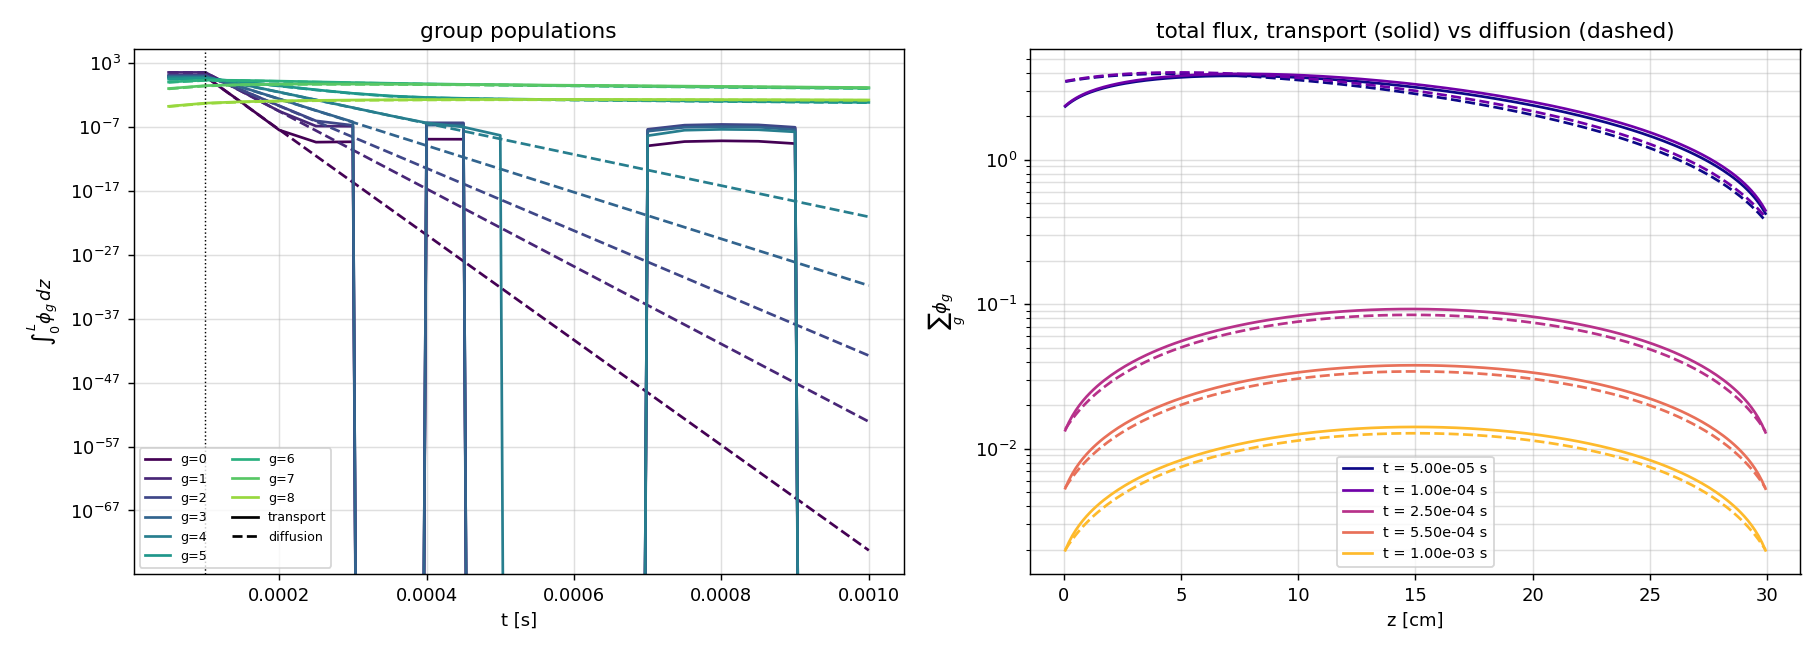 group populations
10^3
10^-7
10^-17
10^-27
10^-37
10^-47
10^-57
10^-67
∫_0^L ϕ_g dz
g=0
g=1
g=2
g=3
g=4
g=5
g=6
g=7
g=8
transport
diffusion
0.0002
0.0004
0.0006
0.0008
0.0010
t [s]
total flux, transport (solid) vs diffusion (dashed)
10^0
10^-1
10^-2
∑_g ϕ_g
t = 5.00e-05 s
t = 1.00e-04 s
t = 2.50e-04 s
t = 5.50e-04 s
t = 1.00e-03 s
0
5
10
15
20
25
30
z [cm]